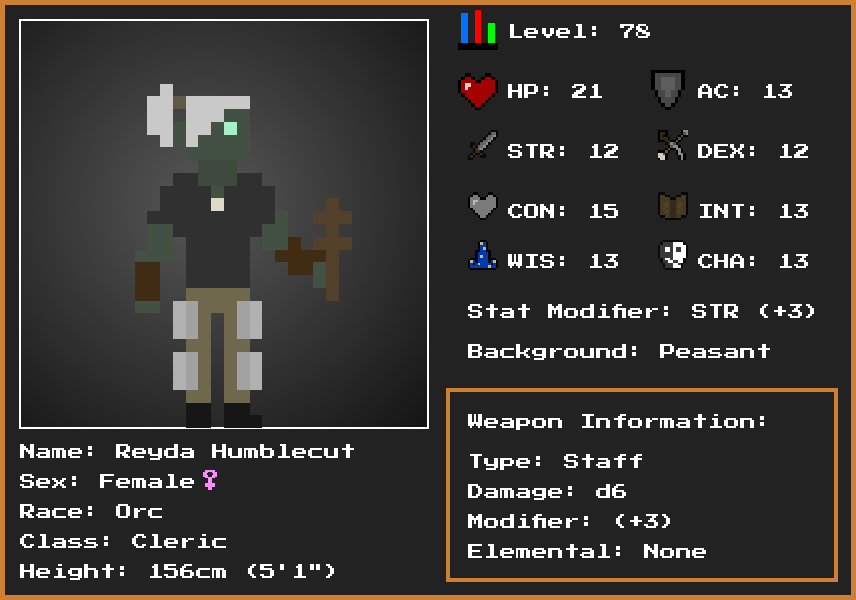 Level: 78
HP: 21
AC: 13
STR: 12
DEX: 12
CON: 15
INT: 13
WIS: 13
CHA: 13
Stat Modifier: STR (+3)
Background: Peasant
Weapon Information:
Type: Staff
Damage: d6
Modifier: (+3)
Elemental: None
Name: Reyda Humblecut
Sex: Female♀
Race: Orc
Class: Cleric
Height: 156cm (5'1")